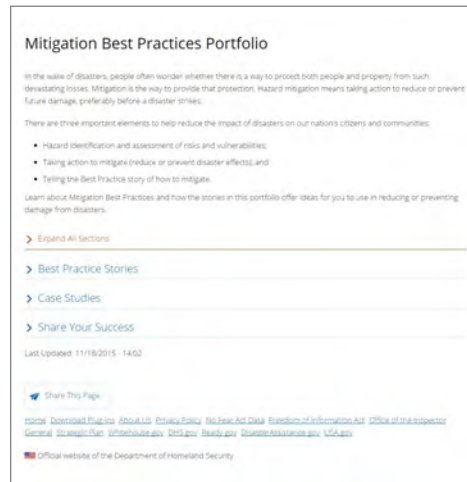 Mitigation Best Practices Portfolio
In the wake of disasters, people often wonder whether there is a way to protect both people and property from such
devastating losses. Mitigation is the way to provide that protection. Hazard mitigation means taking action to reduce or prevent
future damage, preferably before a disaster strikes.
There are three important elements to help reduce the impact of disasters on our nation's citizens and communities:
• Hazard identification and assessment of risks and vulnerabilities;
• Taking action to mitigate (reduce or prevent disaster effects); and
• Telling the Best Practice story of how to mitigate.
Learn about Mitigation Best Practices and how the stories in this portfolio offer ideas for you to use in reducing or preventing
damage from disasters.
Expand All Sections
Best Practice Stories
Case Studies
Share Your Success
Last Updated: 11/18/2015 - 14:02
Share This Page
Home Download Plug-ins About Us Privacy Policy No Fear Act Data Freedom of Information Act Office of the Inspector
General Strategic Plan Whitehouse.gov DHS.gov Ready.gov DisasterAssistance.gov USA.gov
Official website of the Department of Homeland Security